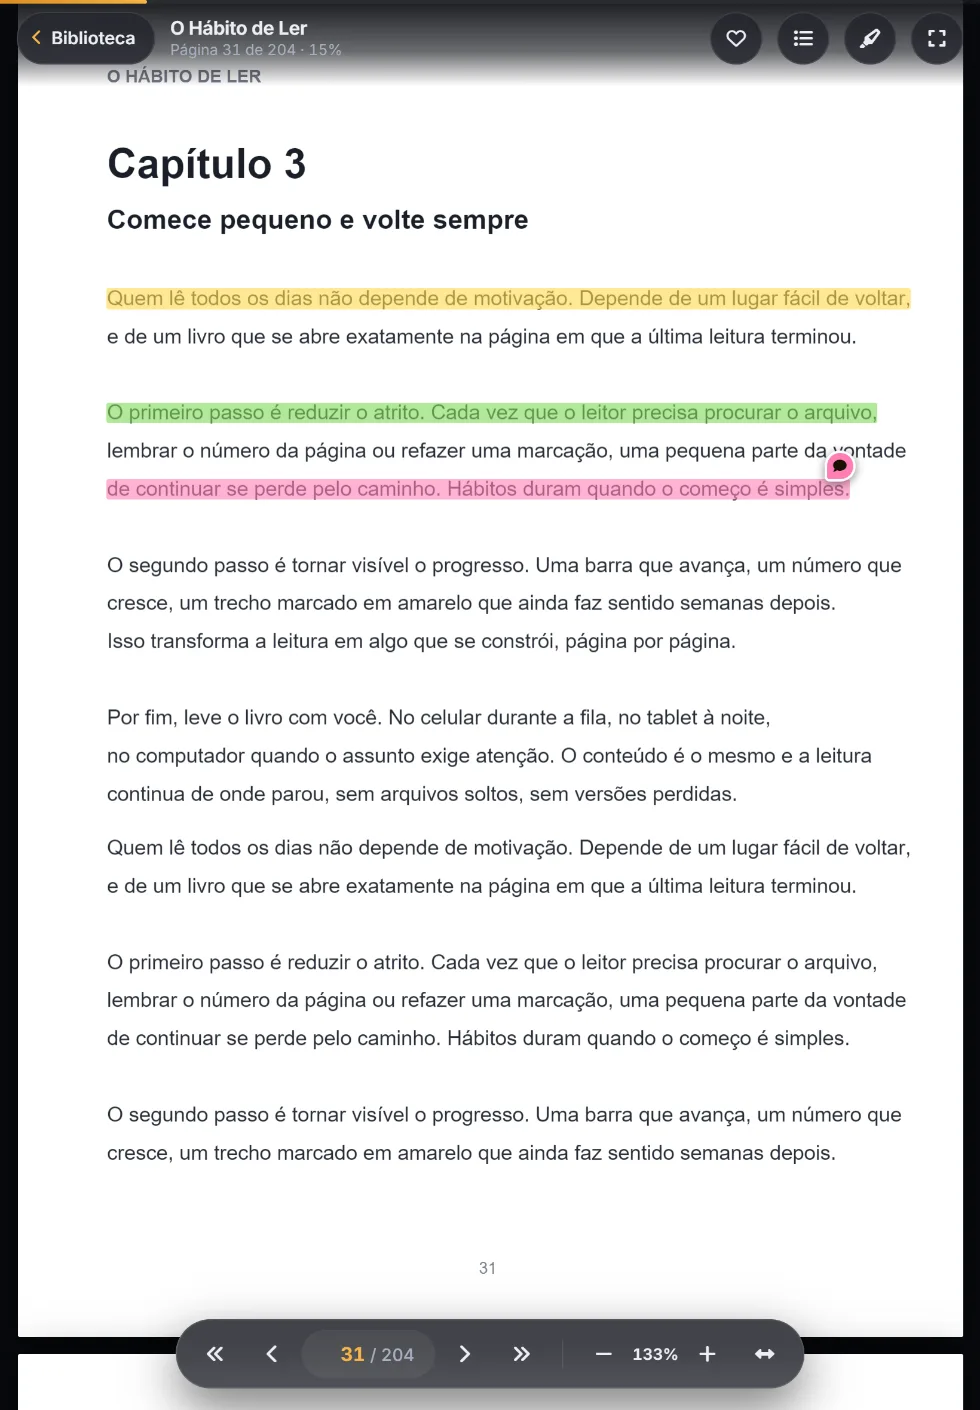 Biblioteca
O Hábito de Ler
Página 31 de 204 · 15%
O HÁBITO DE LER
Capítulo 3
Comece pequeno e volte sempre
Quem lê todos os dias não depende de motivação. Depende de um lugar fácil de voltar,
e de um livro que se abre exatamente na página em que a última leitura terminou.
O primeiro passo é reduzir o atrito. Cada vez que o leitor precisa procurar o arquivo,
lembrar o número da página ou refazer uma marcação, uma pequena parte da vontade
de continuar se perde pelo caminho. Hábitos duram quando o começo é simples.
O segundo passo é tornar visível o progresso. Uma barra que avança, um número que
cresce, um trecho marcado em amarelo que ainda faz sentido semanas depois.
Isso transforma a leitura em algo que se constrói, página por página.
Por fim, leve o livro com você. No celular durante a fila, no tablet à noite,
no computador quando o assunto exige atenção. O conteúdo é o mesmo e a leitura
continua de onde parou, sem arquivos soltos, sem versões perdidas.
Quem lê todos os dias não depende de motivação. Depende de um lugar fácil de voltar,
e de um livro que se abre exatamente na página em que a última leitura terminou.
O primeiro passo é reduzir o atrito. Cada vez que o leitor precisa procurar o arquivo,
lembrar o número da página ou refazer uma marcação, uma pequena parte da vontade
de continuar se perde pelo caminho. Hábitos duram quando o começo é simples.
O segundo passo é tornar visível o progresso. Uma barra que avança, um número que
cresce, um trecho marcado em amarelo que ainda faz sentido semanas depois.
31
31 / 204
133%